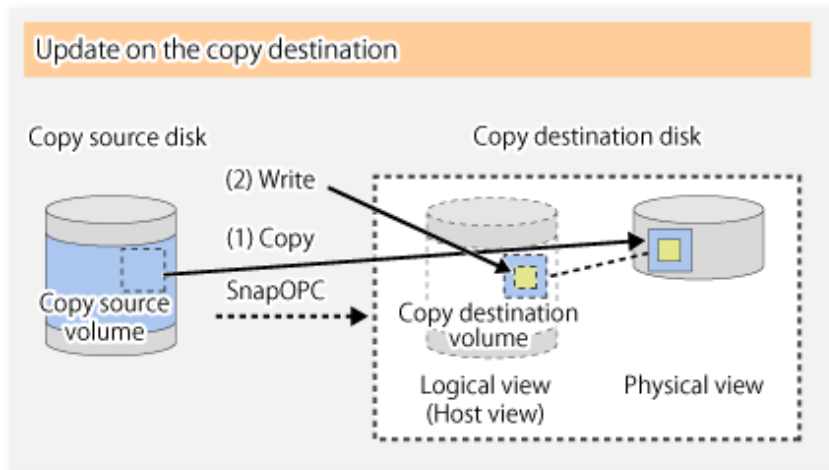 Update on the copy destination
Copy source disk
Copy destination disk
(2) Write
(1) Copy
SnapOPC
Copy source
volume
Copy destination
volume
Logical view
(Host view)
Physical view